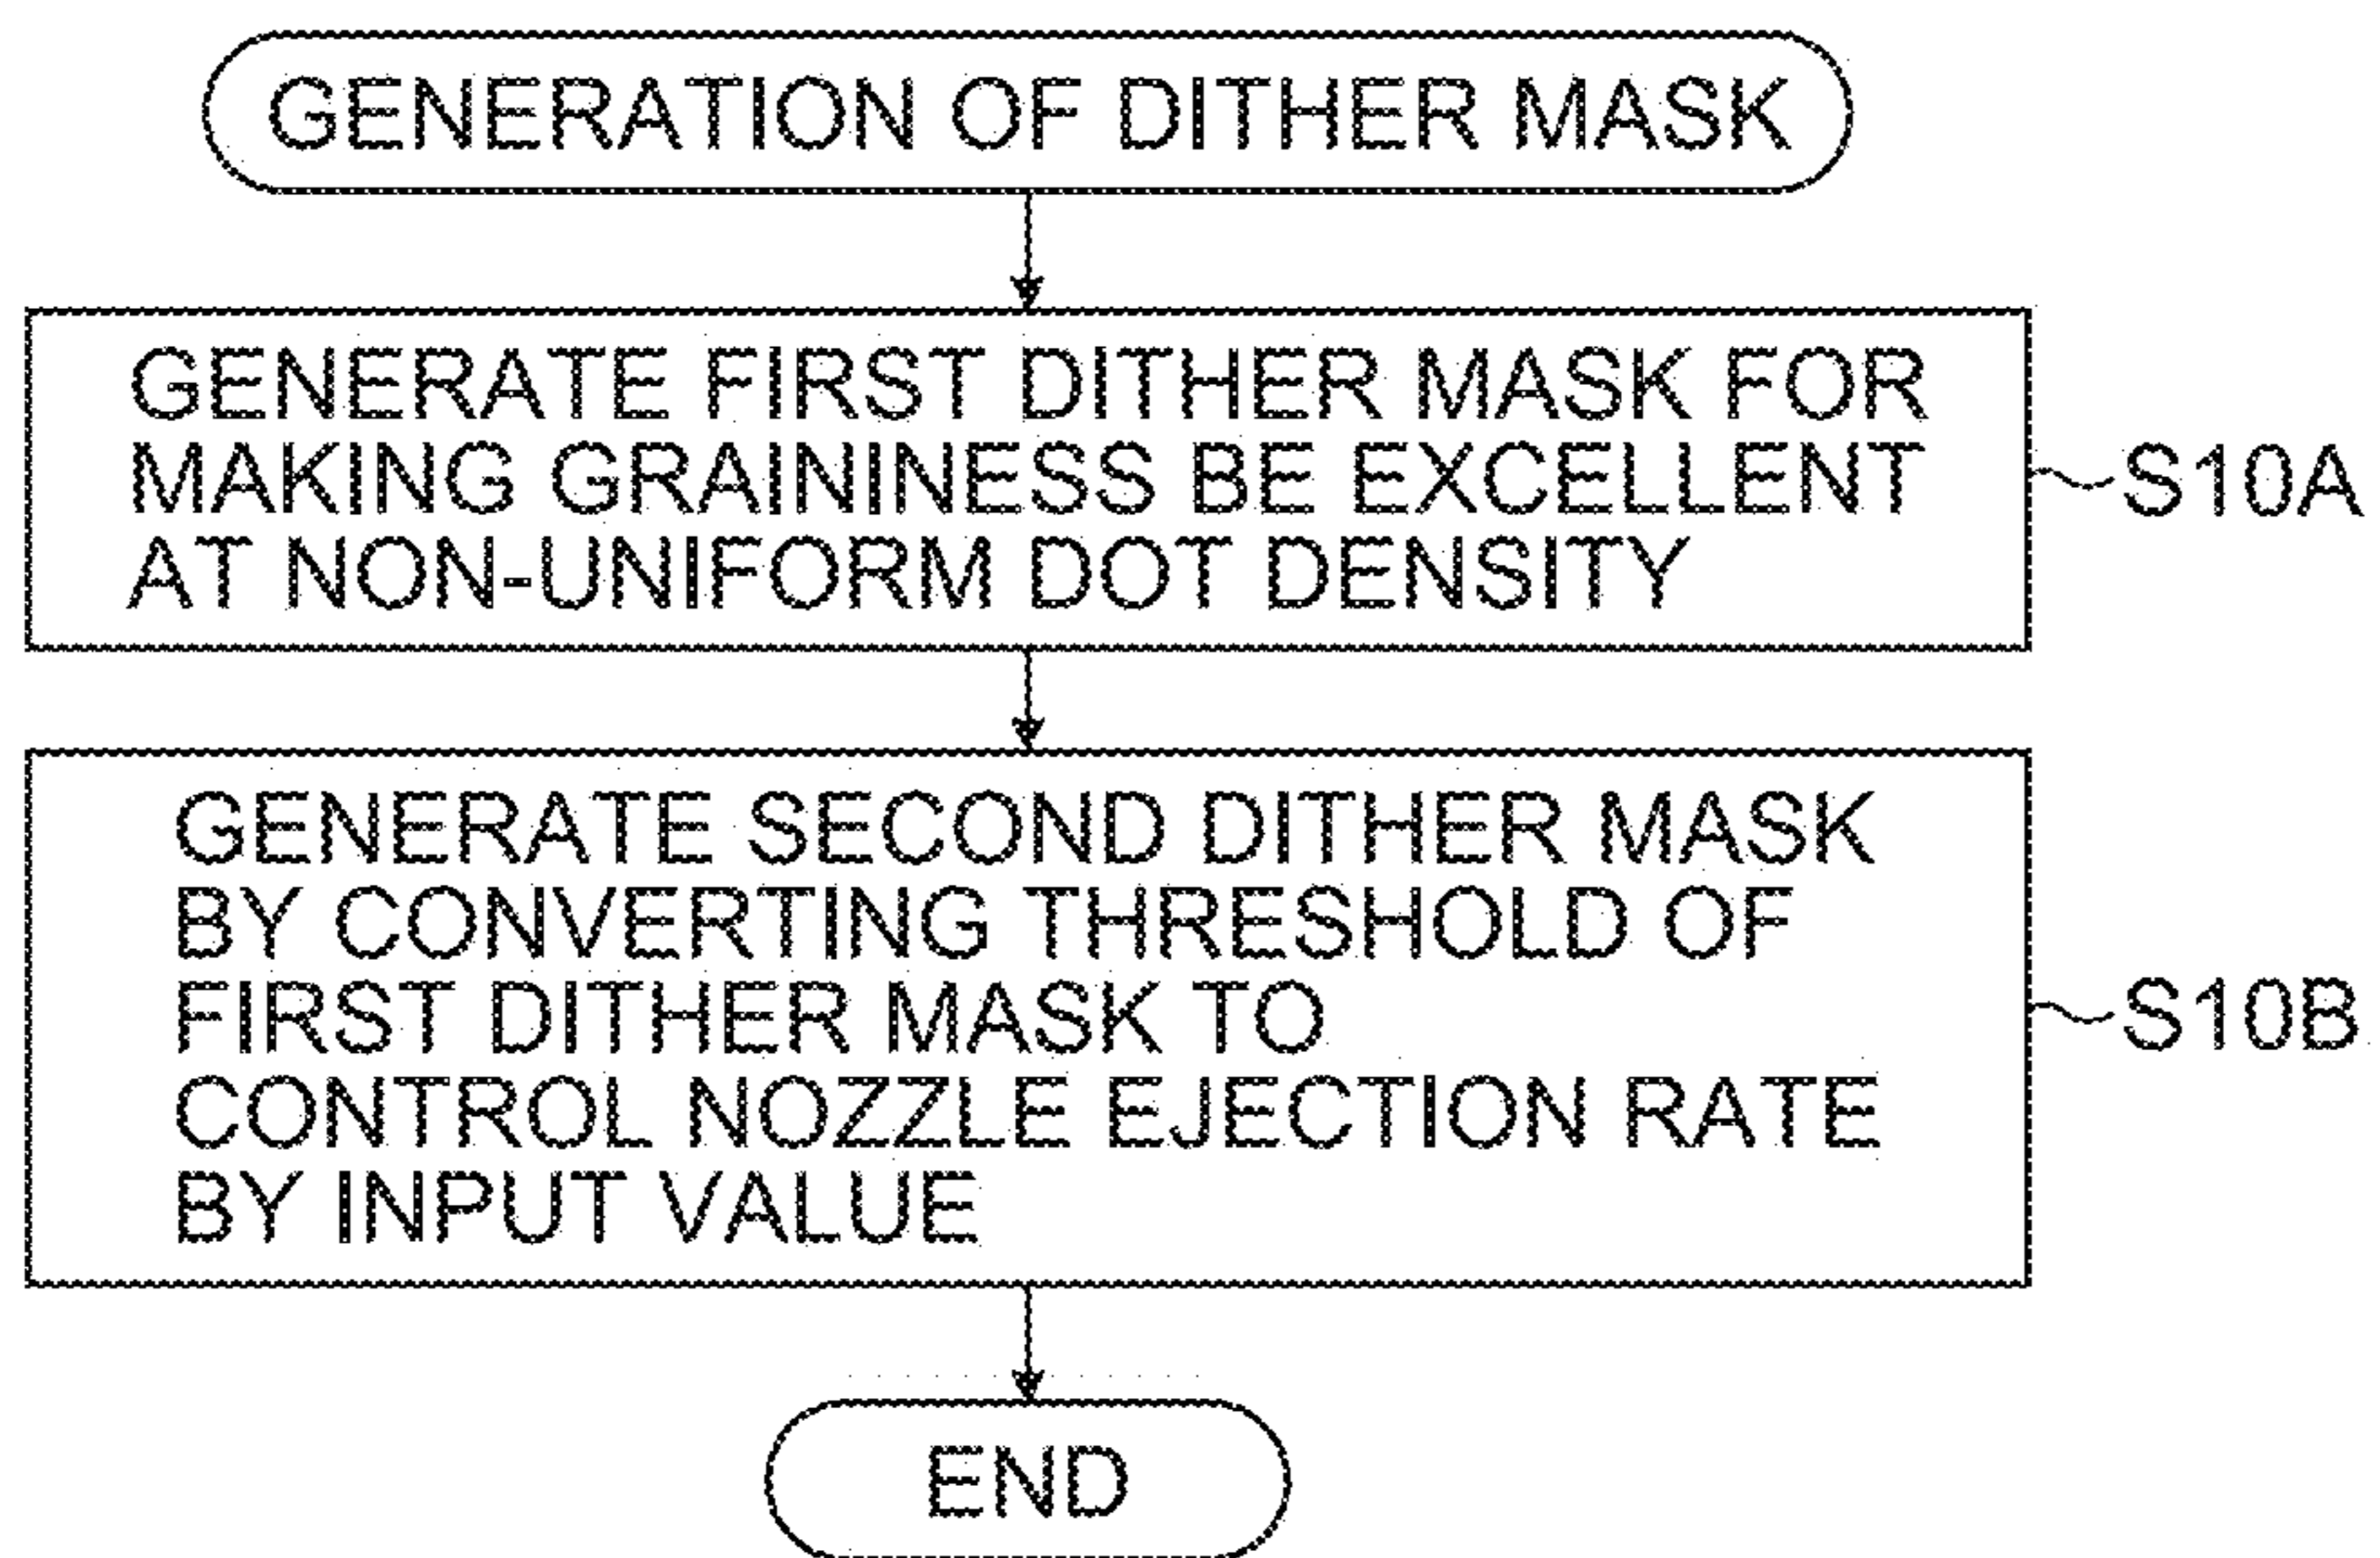 GENERATION OF DITHER MASK
GENERATE FIRST DITHER MASK FOR
MAKING GRAININESS BE EXCELLENT
AT NON-UNIFORM DOT DENSITY
S10A
GENERATE SECOND DITHER MASK
BY CONVERTING THRESHOLD OF
FIRST DITHER MASK TO
CONTROL NOZZLE EJECTION RATE
BY INPUT VALUE
S10B
END